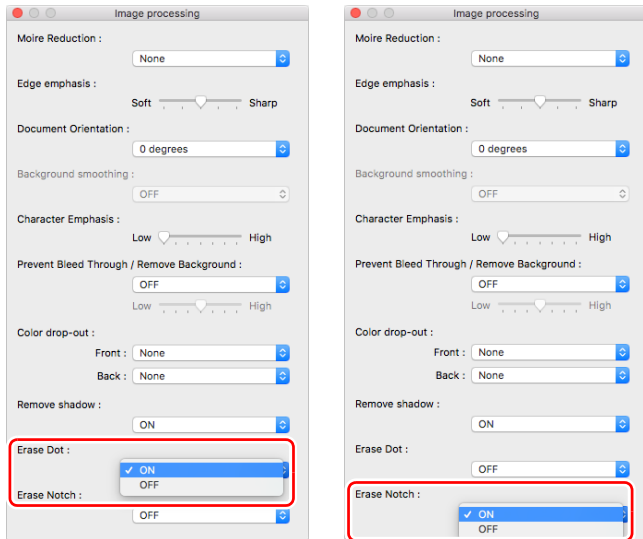 Image processing
Moire Reduction :
None
Edge emphasis :
Soft Sharp
Document Orientation :
0 degrees
Background smoothing :
OFF
Character Emphasis :
Low High
Prevent Bleed Through / Remove Background :
OFF
Low High
Color drop-out :
Front : None
Back : None
Remove shadow :
ON
Erase Dot :
✓ ON
OFF
Erase Notch :
OFF
Image processing
Moire Reduction :
None
Edge emphasis :
Soft Sharp
Document Orientation :
0 degrees
Background smoothing :
OFF
Character Emphasis :
Low High
Prevent Bleed Through / Remove Background :
OFF
Low High
Color drop-out :
Front : None
Back : None
Remove shadow :
ON
Erase Dot :
OFF
Erase Notch :
✓ ON
OFF